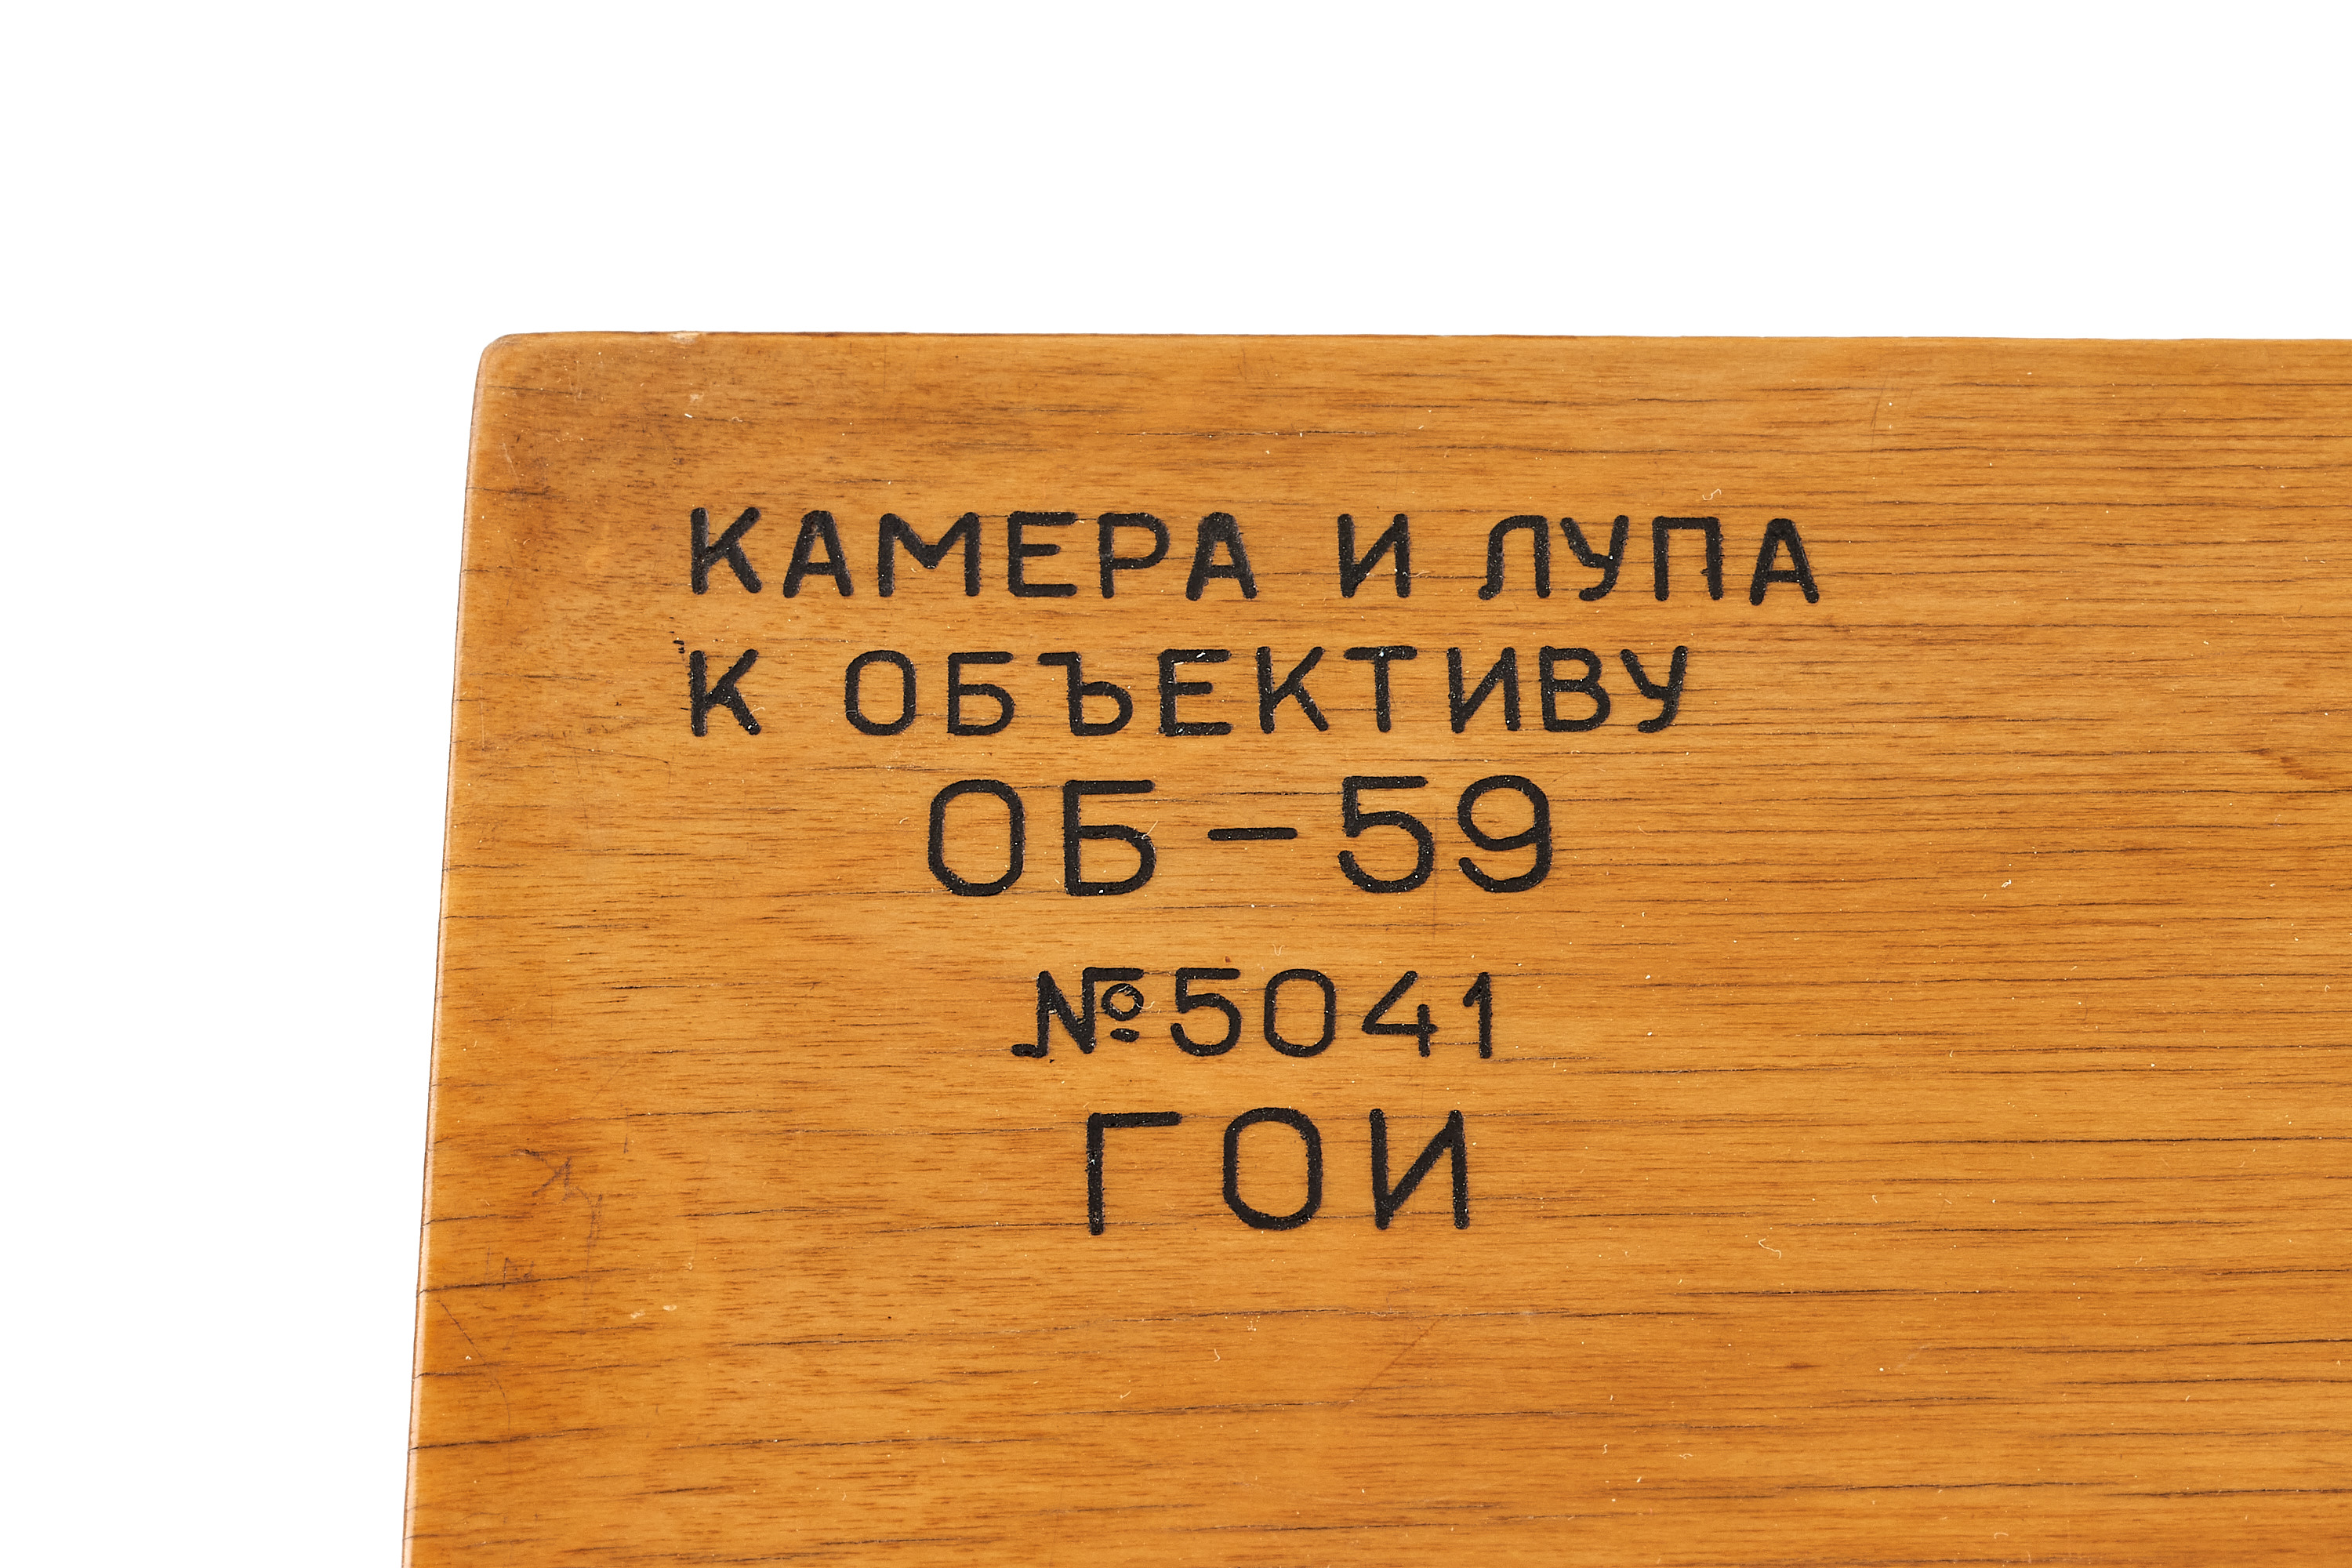 КАМЕРА И ЛУПА
К ОБЪЕКТИВУ
ОБ-59
№5041
ГОИ